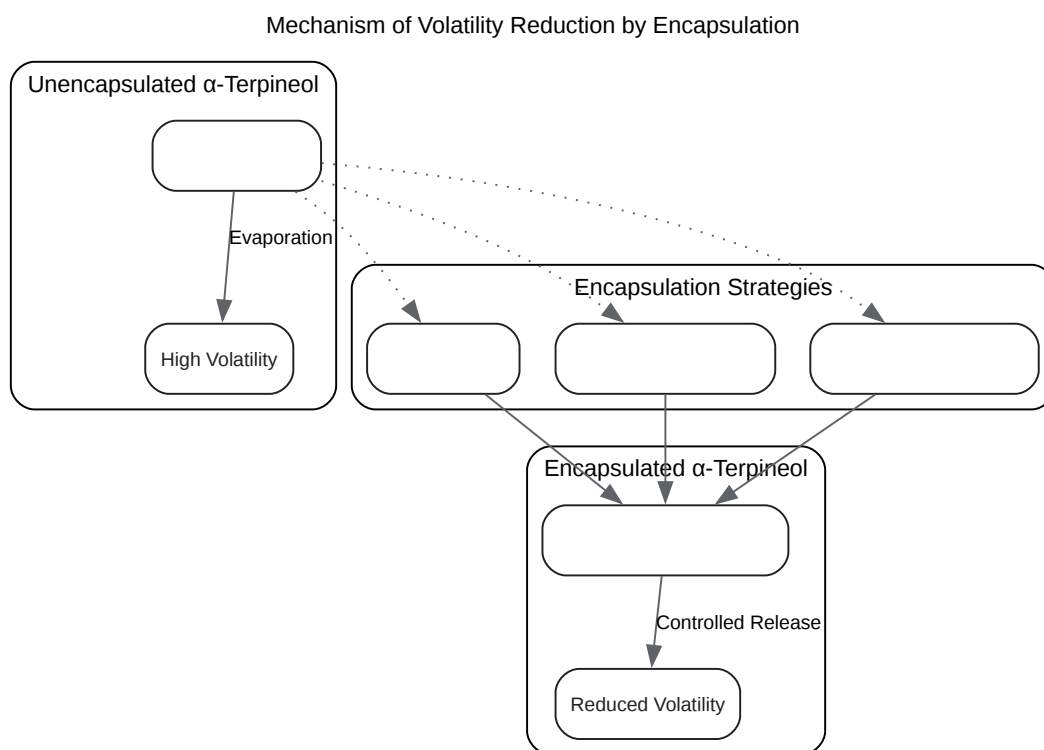 Mechanism of Volatility Reduction by Encapsulation
Unencapsulated α-Terpineol
Evaporation
High Volatility
Encapsulation Strategies
Encapsulated α-Terpineol
Controlled Release
Reduced Volatility